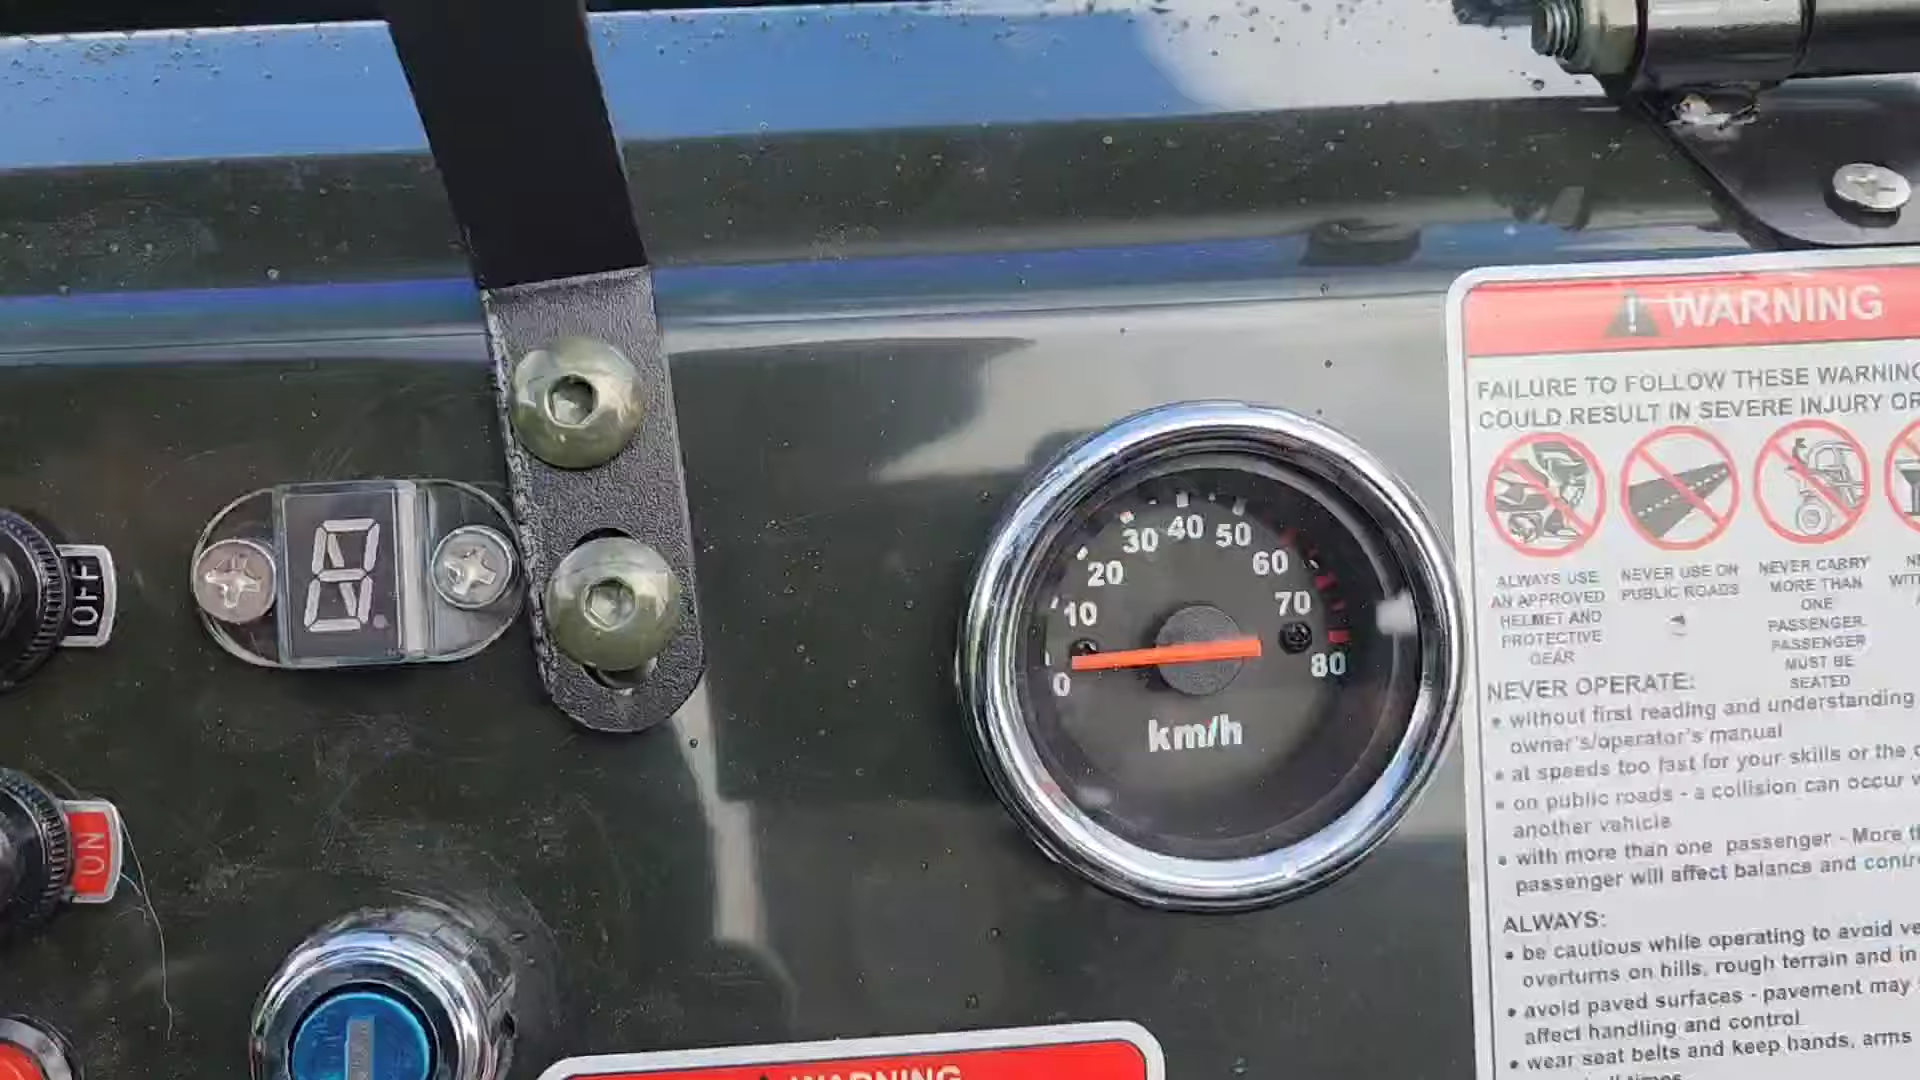 OFF
ON
0
10
20
30
40
50
60
70
80
km/h
WARNING
FAILURE TO FOLLOW THESE
COULD RESULT IN SEVERE INJURY
ALWAYS USE
AN APPROVED
HELMET AND
PROTECTIVE
GEAR
NEVER USE ON
PUBLIC ROADS
NEVER CARRY
MORE THAN
ONE
PASSENGER.
PASSENGER
MUST BE
SEATED
NEVER OPERATE:
• without first reading and understanding
owner's/operator's manual
• at speeds too fast for your skills or the
• on public roads - a collision can occur
another vehicle
• with more than one passenger - More
passenger will affect balance and
ALWAYS:
• be cautious while operating to avoid
overturns on hills, rough terrain and in
• avoid paved surfaces - pavement may
affect handling and control
• wear seat belts and keep hands, arms
WARNING